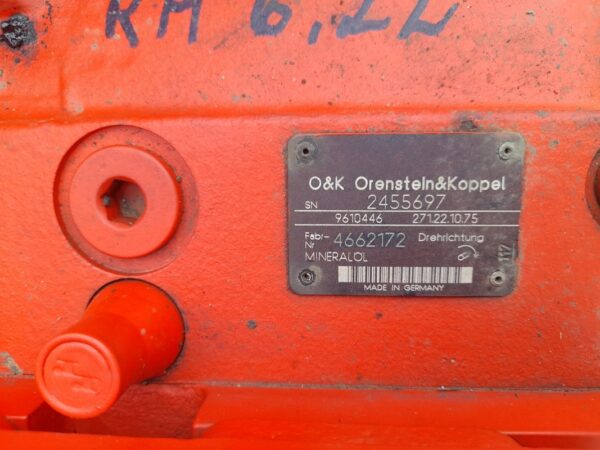 RH 6.22
O&K Orenstein&Koppel
SN 2455697
9610446 271.22.10.75
Fabr-Nr 4662172 Drehrichtung
MINERALÖL
117
MADE IN GERMANY